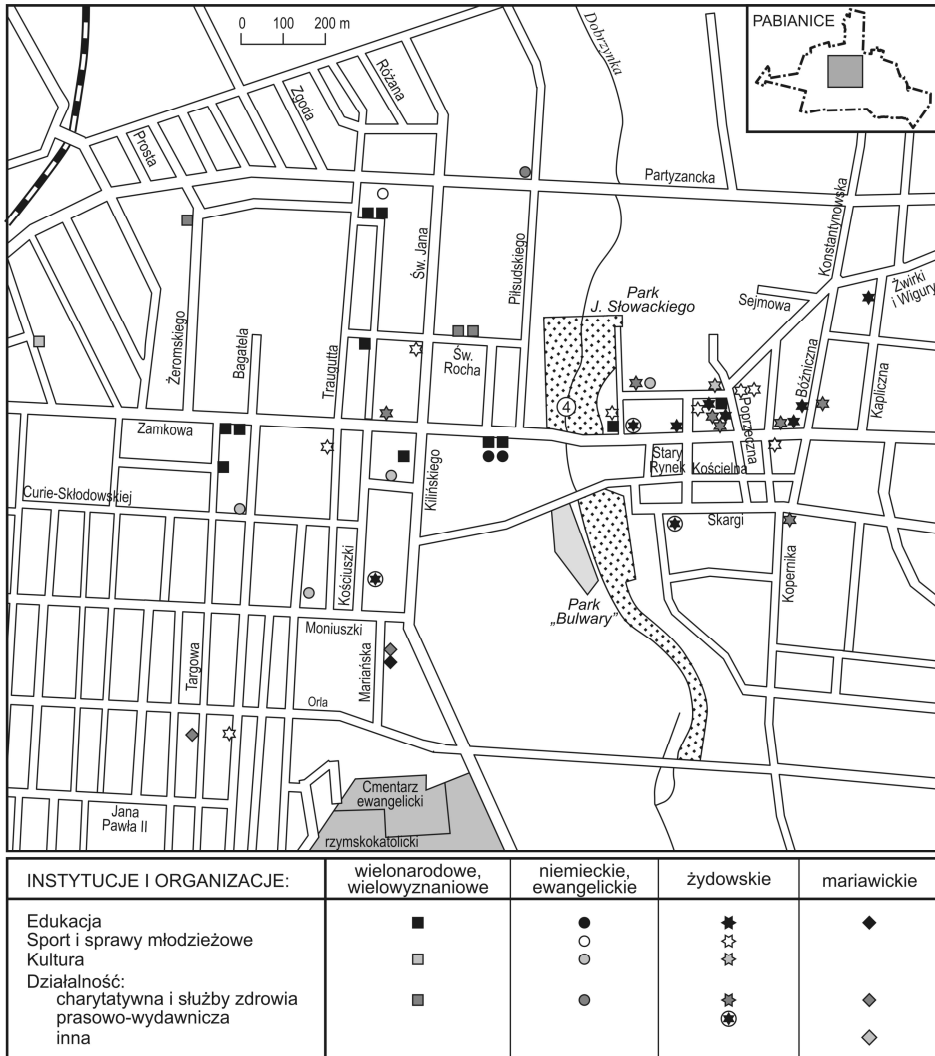 0 100 200 m
Dobrzynka
PABIANICE
Różana
Zgoda
Prosta
Partyzancka
Konstantynowska
Św. Jana
Piłsudskiego
Żwirki
i Wigury
Park
J. Słowackiego
Sejmowa
Żeromskiego
Bagatela
Traugutta
Św.
Rocha
Bóźniczna
Kapliczna
4
Poprzeczna
Zamkowa
Stary
Rynek
Kościelna
Kilińskiego
Curie-Skłodowskiej
Skargi
Kościuszki
Kopernika
Park
„Bulwary”
Moniuszki
Mariańska
Targowa
Orla
Cmentarz
ewangelicki
Jana
Pawła II
rzymskokatolicki
INSTYTUCJE I ORGANIZACJE:
wielonarodowe,
wielowyznaniowe
niemieckie,
ewangelickie
żydowskie
mariawickie
Edukacja
Sport i sprawy młodzieżowe
Kultura
Działalność:
charytatywna i służby zdrowia
prasowo-wydawnicza
inna